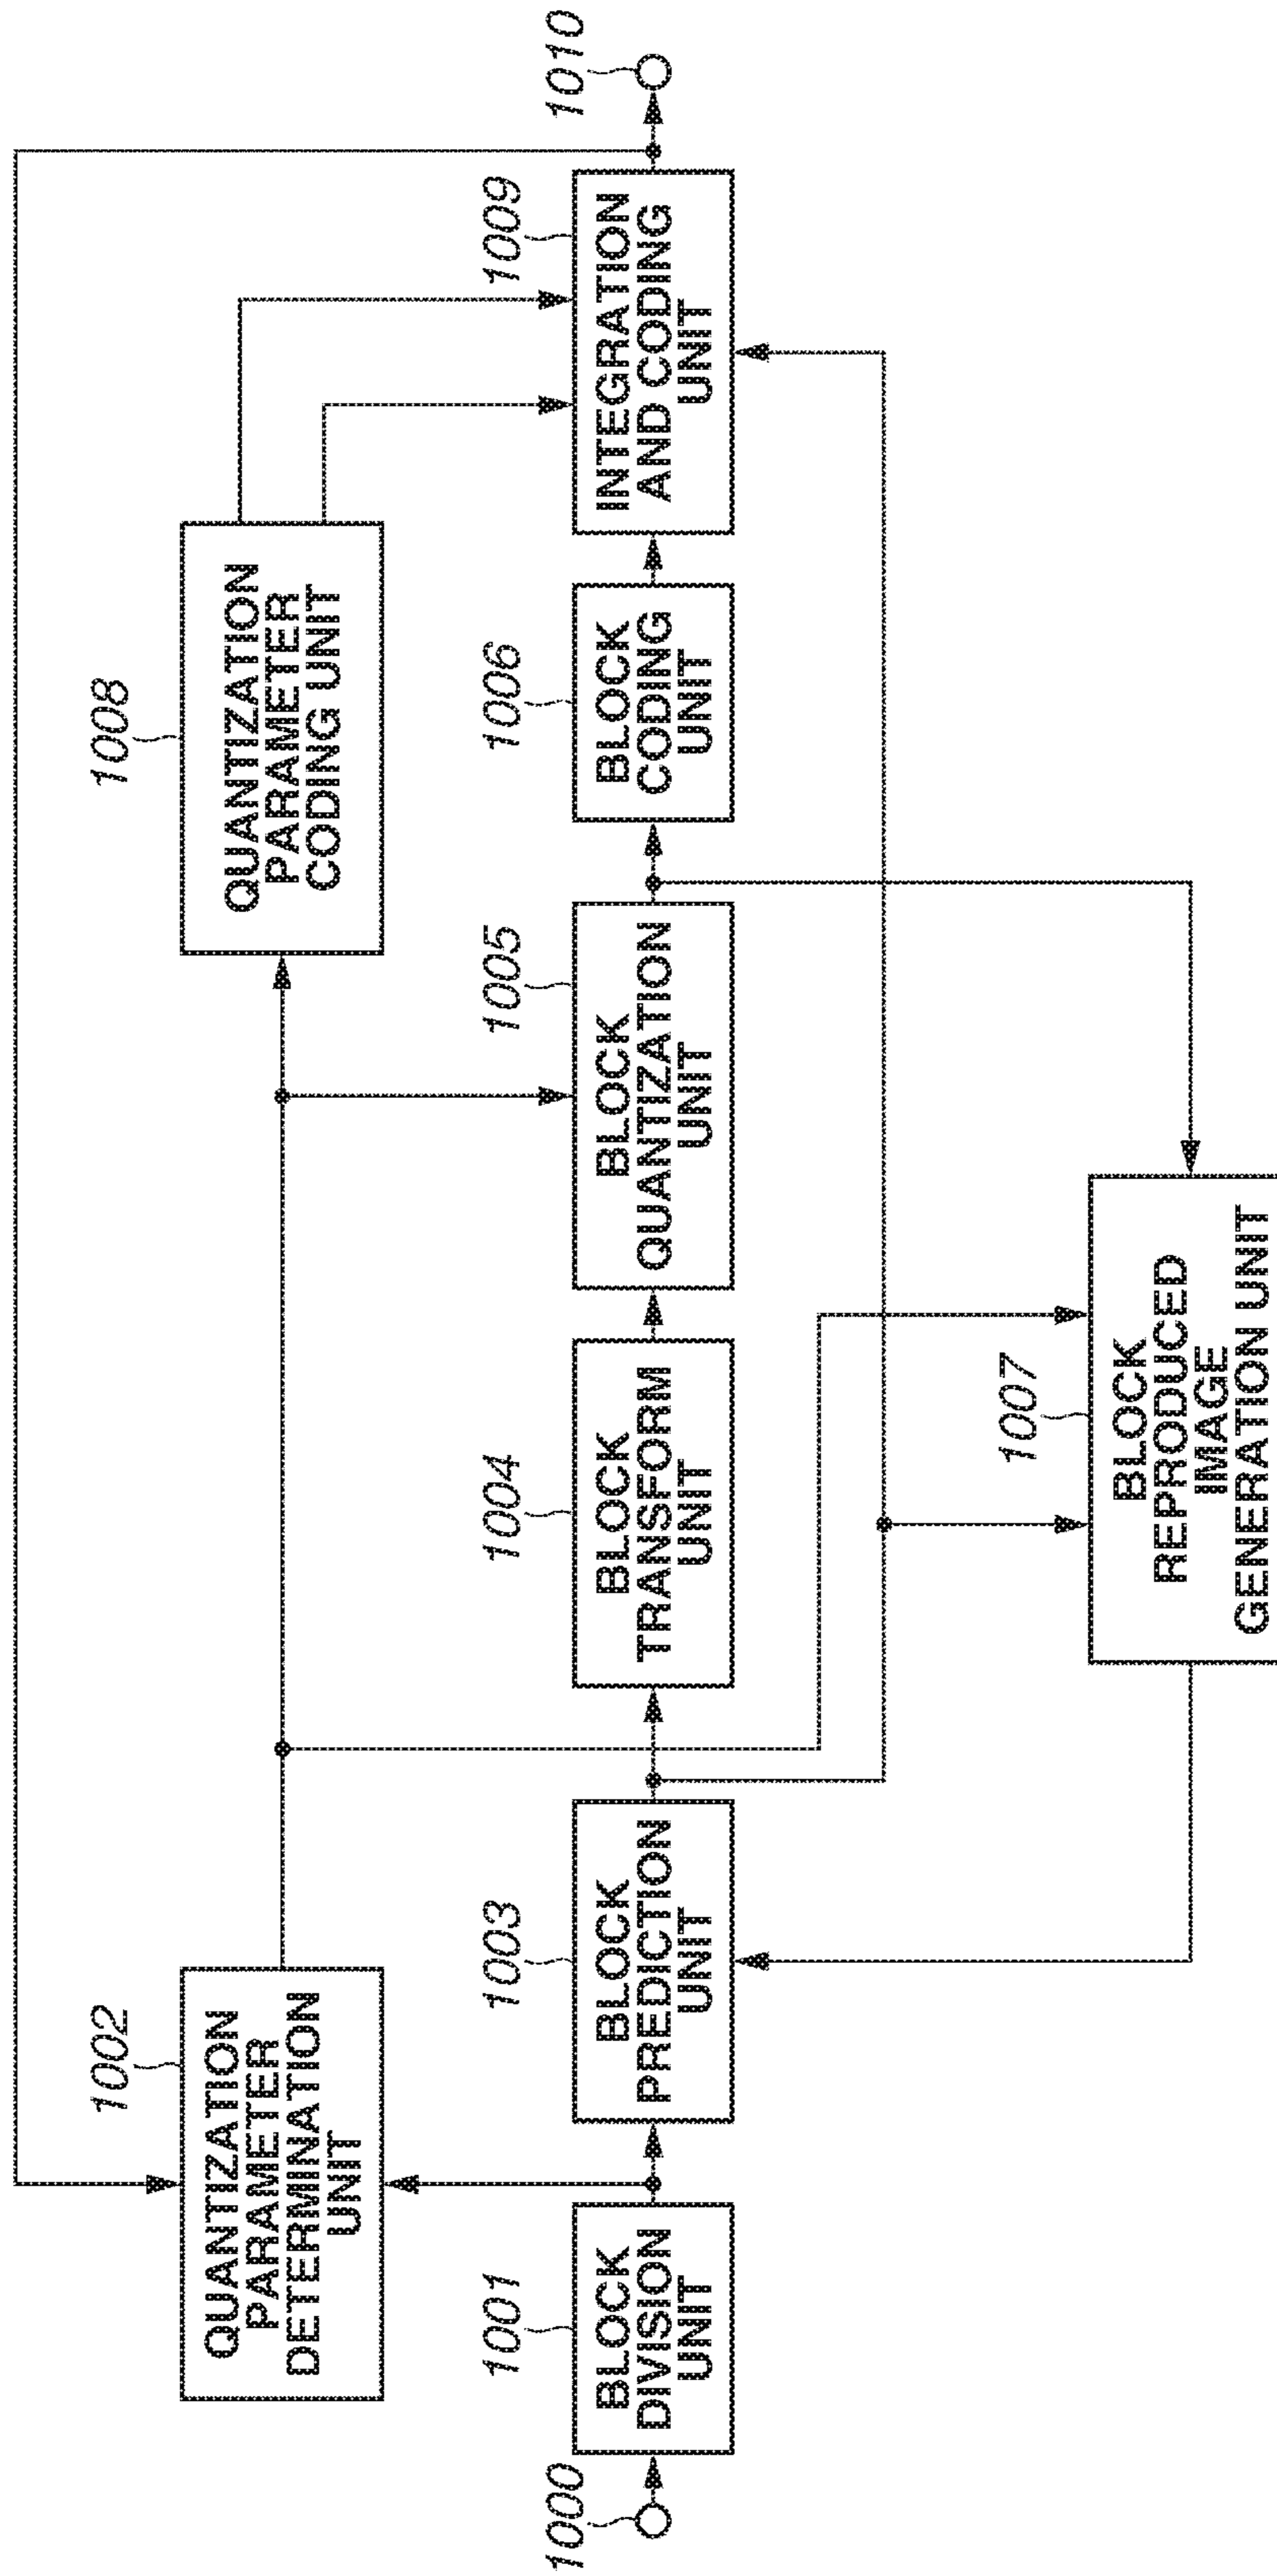 1000
1001
BLOCK
DIVISION
UNIT
1002
QUANTIZATION
PARAMETER
DETERMINATION
UNIT
1003
BLOCK
PREDICTION
UNIT
1004
BLOCK
TRANSFORM
UNIT
1005
BLOCK
QUANTIZATION
UNIT
1006
BLOCK
CODING
UNIT
1007
BLOCK
REPRODUCED
IMAGE
GENERATION UNIT
1008
QUANTIZATION
PARAMETER
CODING UNIT
1009
INTEGRATION
AND CODING
UNIT
1010